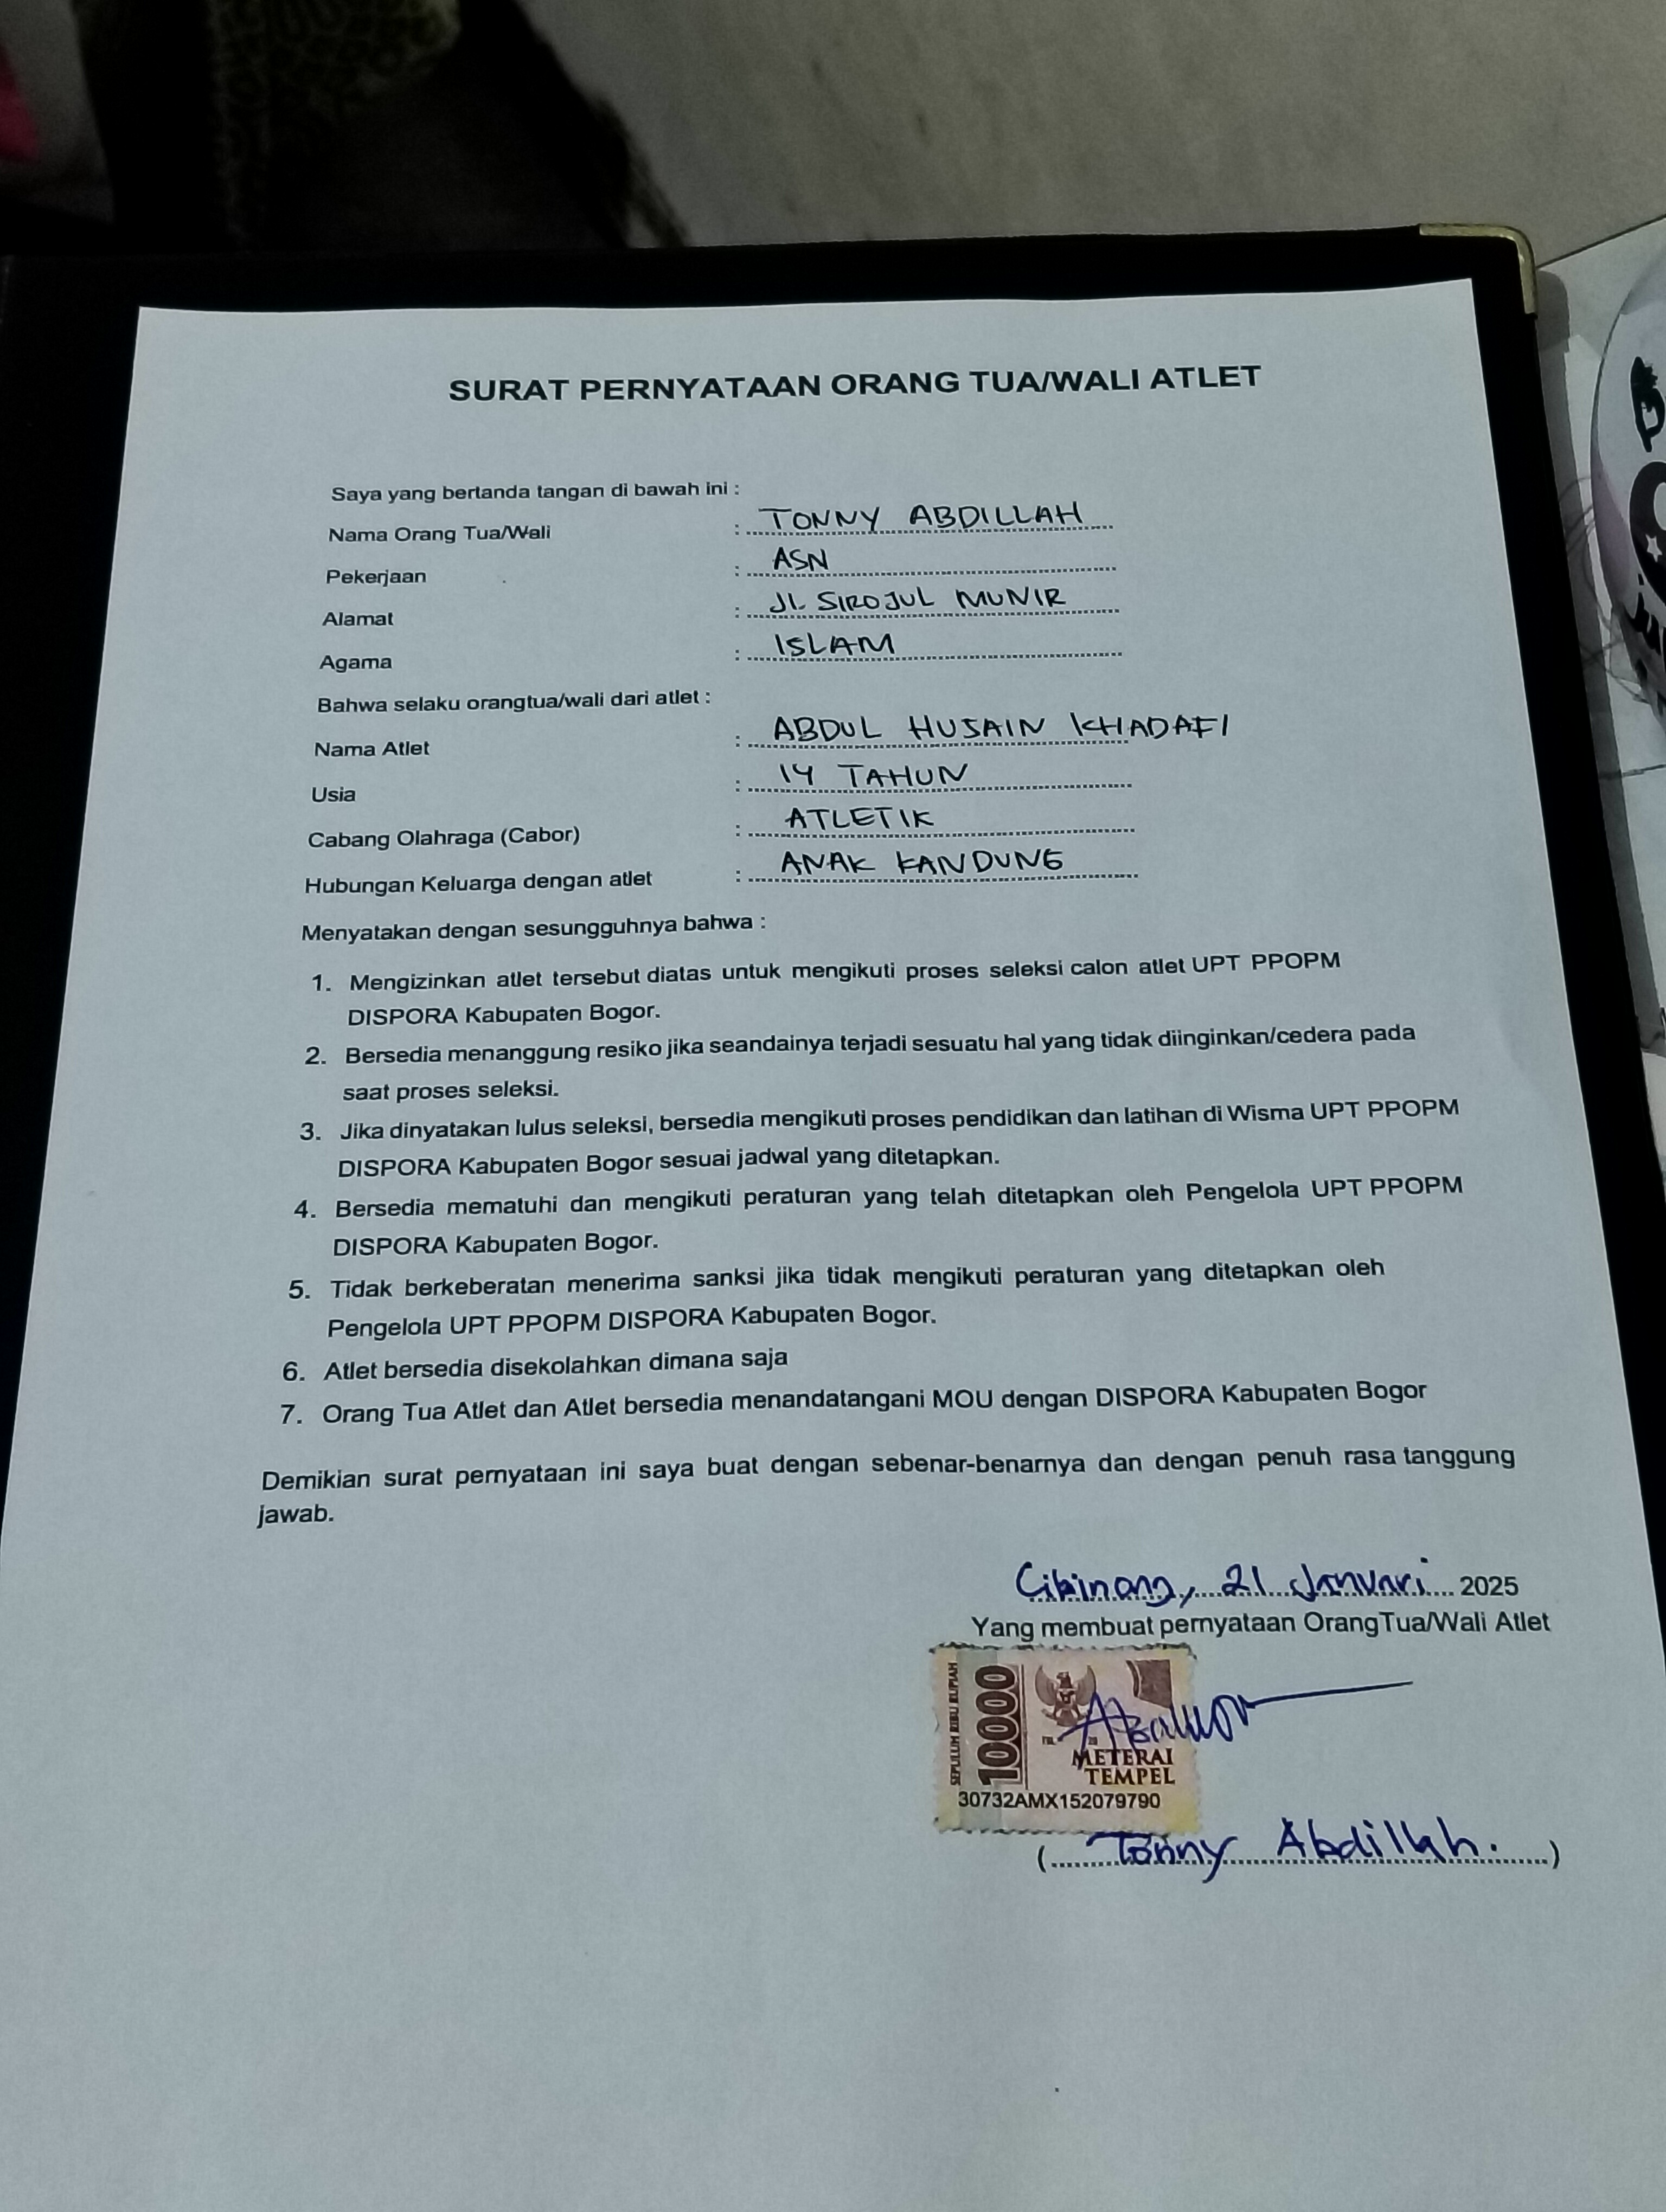 SURAT PERNYATAAN ORANG TUA/WALI ATLET
Saya yang bertanda tangan di bawah ini :
Nama Orang Tua/Wali : TONNY ABDILLAH
Pekerjaan : ASN
Alamat : Jl. SIROJUL MUNIR
Agama : ISLAM
Bahwa selaku orangtua/wali dari atlet :
Nama Atlet : ABDUL HUSAIN KHADAFI
Usia : 14 TAHUN
Cabang Olahraga (Cabor) : ATLETIK
Hubungan Keluarga dengan atlet : ANAK KANDUNG
Menyatakan dengan sesungguhnya bahwa :
1. Mengizinkan atlet tersebut diatas untuk mengikuti proses seleksi calon atlet UPT PPOPM
DISPORA Kabupaten Bogor.
2. Bersedia menanggung resiko jika seandainya terjadi sesuatu hal yang tidak diinginkan/cedera pada
saat proses seleksi.
3. Jika dinyatakan lulus seleksi, bersedia mengikuti proses pendidikan dan latihan di Wisma UPT PPOPM
DISPORA Kabupaten Bogor sesuai jadwal yang ditetapkan.
4. Bersedia mematuhi dan mengikuti peraturan yang telah ditetapkan oleh Pengelola UPT PPOPM
DISPORA Kabupaten Bogor.
5. Tidak berkeberatan menerima sanksi jika tidak mengikuti peraturan yang ditetapkan oleh
Pengelola UPT PPOPM DISPORA Kabupaten Bogor.
6. Atlet bersedia disekolahkan dimana saja
7. Orang Tua Atlet dan Atlet bersedia menandatangani MOU dengan DISPORA Kabupaten Bogor
Demikian surat pernyataan ini saya buat dengan sebenar-benarnya dan dengan penuh rasa tanggung
jawab.
Cibinong, 21 Januari 2025
Yang membuat pernyataan OrangTua/Wali Atlet
SEPULUH RIBU RUPIAH
10000
METERAI
TEMPEL
30732AMX152079790
(Tonny Abdillah.)